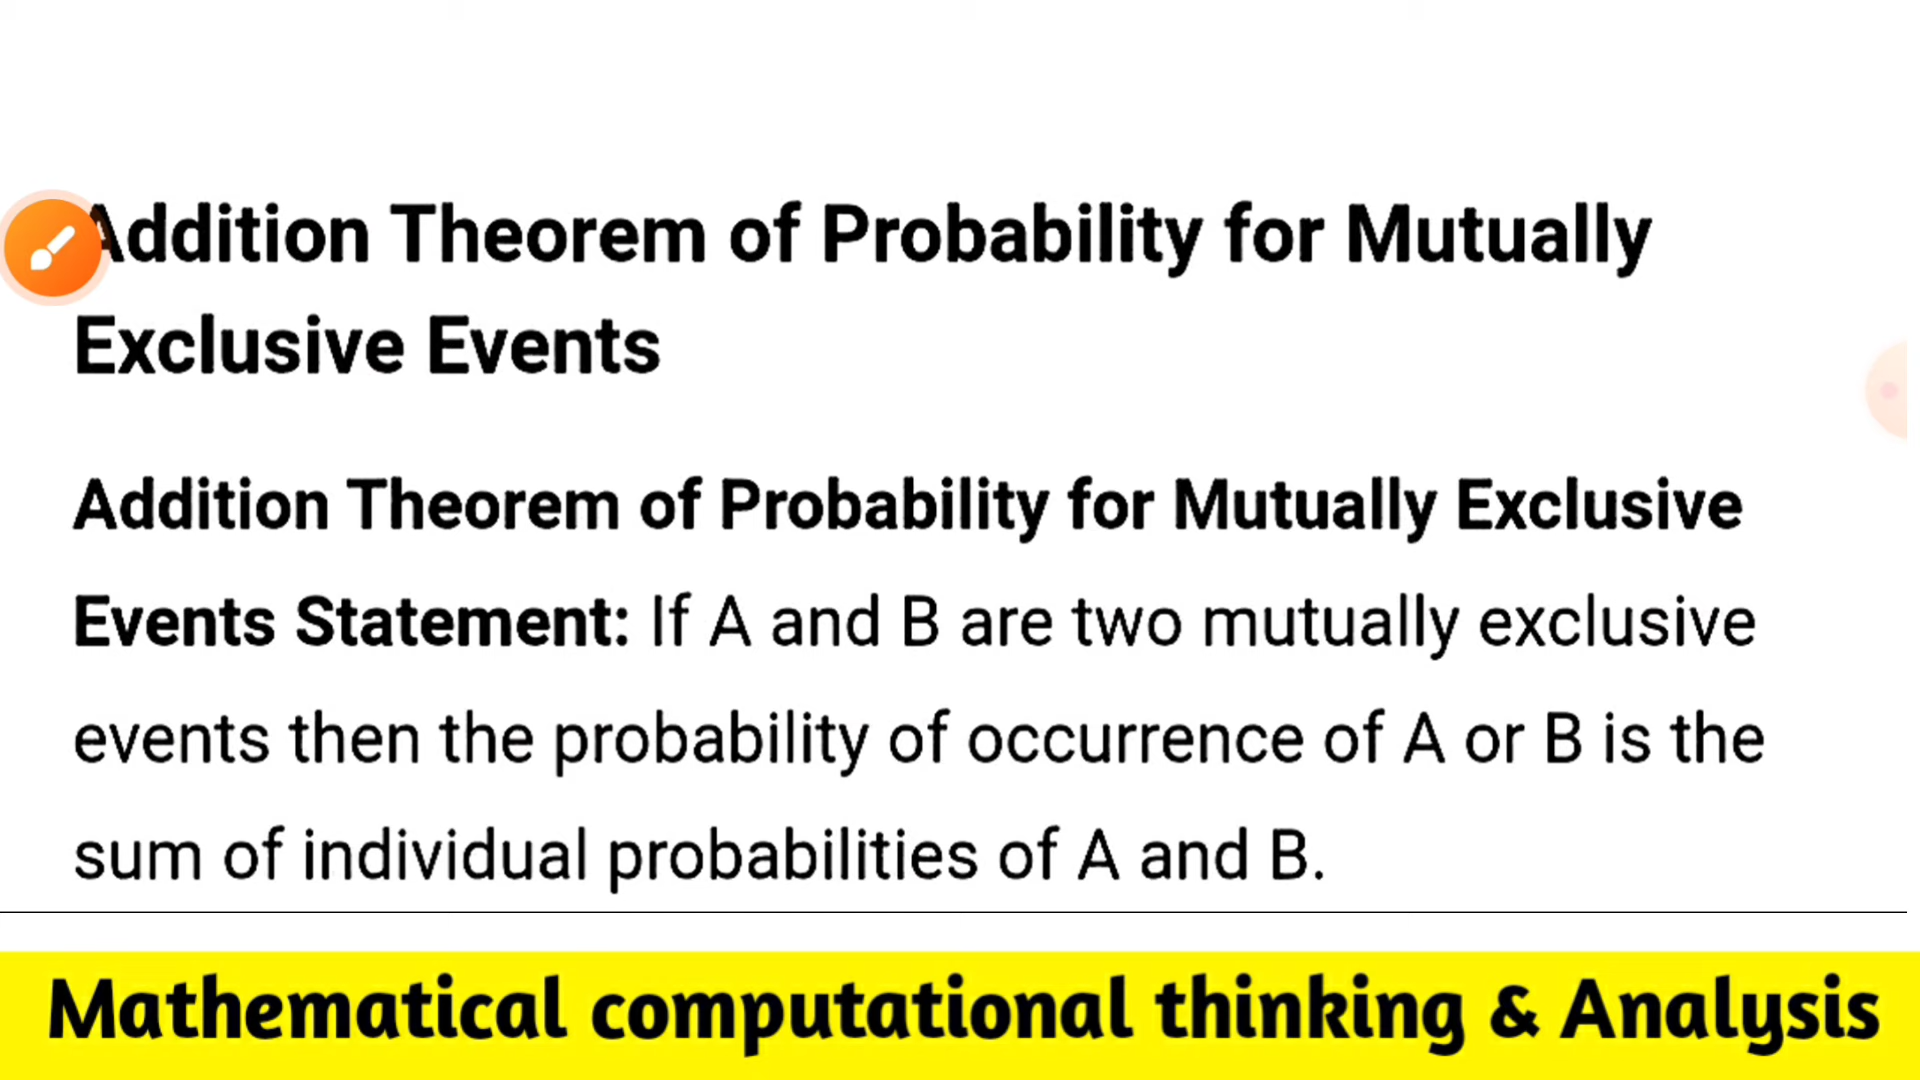 Addition Theorem of Probability for Mutually
Exclusive Events
Addition Theorem of Probability for Mutually Exclusive
Events Statement: If A and B are two mutually exclusive
events then the probability of occurrence of A or B is the
sum of individual probabilities of A and B.
Mathematical computational thinking & Analysis